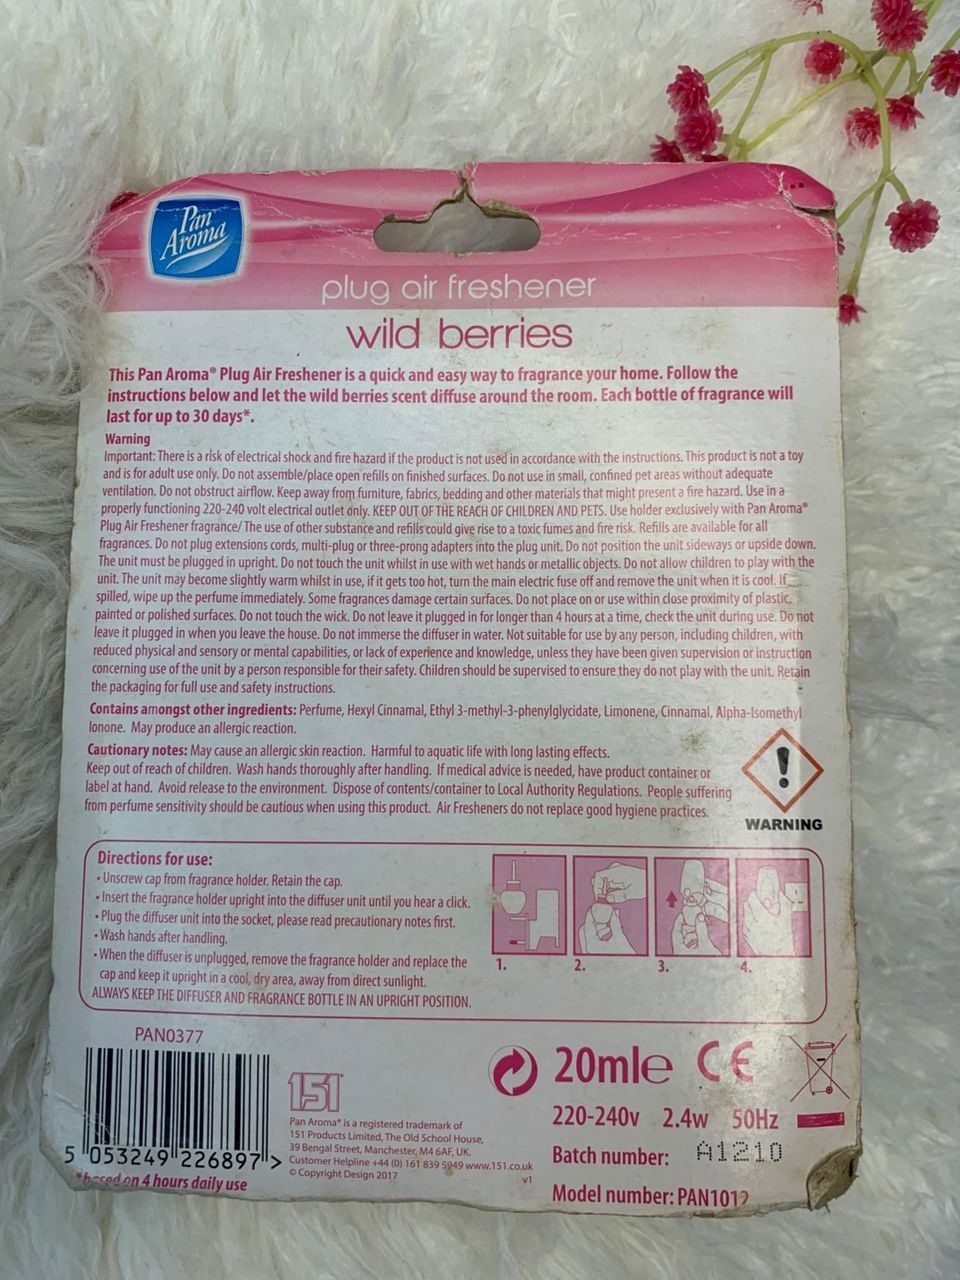 Pan
Aroma
plug air freshener
wild berries
This Pan Aroma® Plug Air Freshener is a quick and easy way to fragrance your home. Follow the
instructions below and let the wild berries scent diffuse around the room. Each bottle of fragrance will
last for up to 30 days*.
Warning
Important: There is a risk of electrical shock and fire hazard if the product is not used in accordance with the instructions. This product is not a toy
and is for adult use only. Do not assemble/place open refills on finished surfaces. Do not use in small, confined pet areas without adequate
ventilation. Do not obstruct airflow. Keep away from furniture, fabrics, bedding and other materials that might present a fire hazard. Use in a
properly functioning 220-240 volt electrical outlet only. KEEP OUT OF THE REACH OF CHILDREN AND PETS. Use holder exclusively with Pan Aroma®
Plug Air Freshener fragrance/ The use of other substance and refills could give rise to a toxic fumes and fire risk. Refills are available for all
fragrances. Do not plug extensions cords, multi-plug or three-prong adapters into the plug unit. Do not position the unit sideways or upside down.
The unit must be plugged in upright. Do not touch the unit whilst in use with wet hands or metallic objects. Do not allow children to play with the
unit. The unit may become slightly warm whilst in use, if it gets too hot, turn the main electric fuse off and remove the unit when it is cool. If
spilled, wipe up the perfume immediately. Some fragrances damage certain surfaces. Do not place on or use within close proximity of plastic,
painted or polished surfaces. Do not touch the wick. Do not leave it plugged in for longer than 4 hours at a time, check the unit during use. Do not
leave it plugged in when you leave the house. Do not immerse the diffuser in water. Not suitable for use by any person, including children, with
reduced physical and sensory or mental capabilities, or lack of experience and knowledge, unless they have been given supervision or instruction
concerning use of the unit by a person responsible for their safety. Children should be supervised to ensure they do not play with the unit. Retain
the packaging for full use and safety instructions.
Contains amongst other ingredients: Perfume, Hexyl Cinnamal, Ethyl 3-methyl-3-phenylglycidate, Limonene, Cinnamal, Alpha-Isomethyl
Ionone. May produce an allergic reaction.
Cautionary notes: May cause an allergic skin reaction. Harmful to aquatic life with long lasting effects.
Keep out of reach of children. Wash hands thoroughly after handling. If medical advice is needed, have product container or
label at hand. Avoid release to the environment. Dispose of contents/container to Local Authority Regulations. People suffering
from perfume sensitivity should be cautious when using this product. Air Fresheners do not replace good hygiene practices.
WARNING
Directions for use:
• Unscrew cap from fragrance holder. Retain the cap.
• Insert the fragrance holder upright into the diffuser unit until you hear a click.
• Plug the diffuser unit into the socket, please read precautionary notes first.
• Wash hands after handling.
• When the diffuser is unplugged, remove the fragrance holder and replace the
cap and keep it upright in a cool, dry area, away from direct sunlight.
ALWAYS KEEP THE DIFFUSER AND FRAGRANCE BOTTLE IN AN UPRIGHT POSITION.
1. 2. 3. 4.
PAN0377
5 053249 226897 >
*based on 4 hours daily use
151
Pan Aroma® is a registered trademark of
151 Products Limited, The Old School House,
39 Bengal Street, Manchester, M4 6AF, UK.
Customer Helpline +44 (0) 161 839 5949 www.151.co.uk
© Copyright Design 2017
v1
20mle CE
220-240v 2.4w 50Hz
Batch number: A1210
Model number: PAN1012